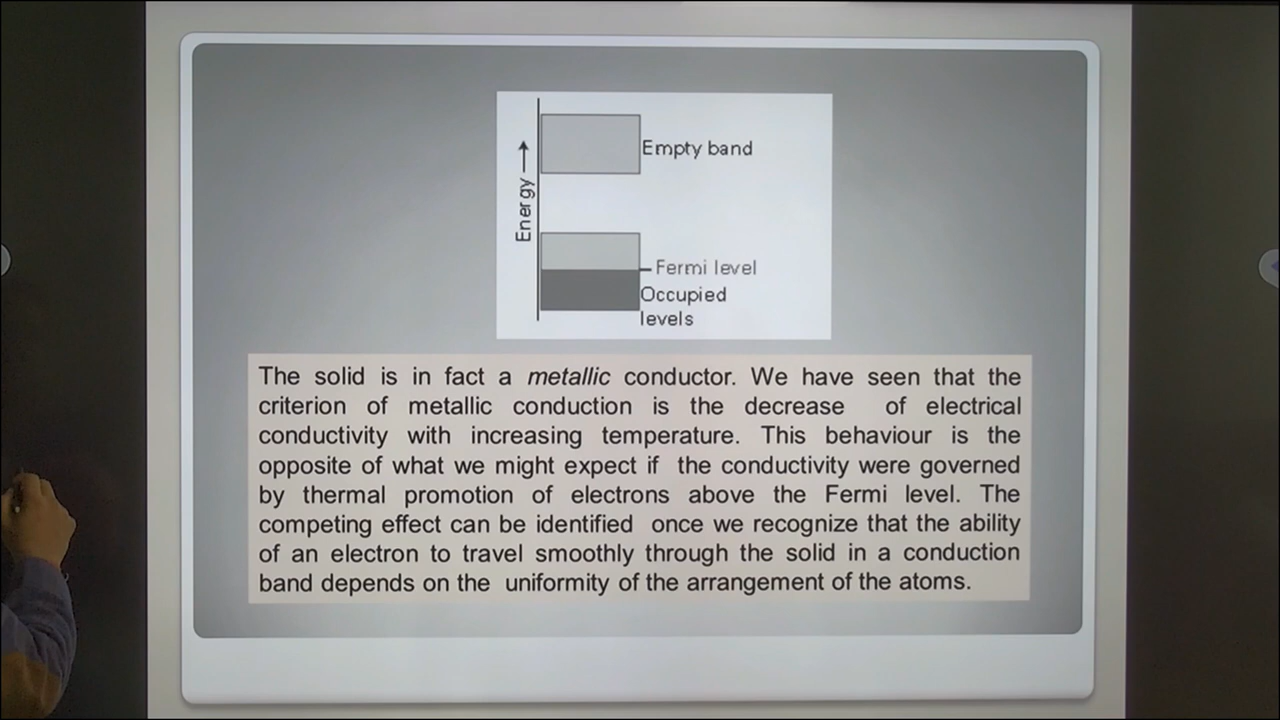 Empty band
Energy →
Fermi level
Occupied
levels
The solid is in fact a metallic conductor. We have seen that the
criterion of metallic conduction is the decrease of electrical
conductivity with increasing temperature. This behaviour is the
opposite of what we might expect if the conductivity were governed
by thermal promotion of electrons above the Fermi level. The
competing effect can be identified once we recognize that the ability
of an electron to travel smoothly through the solid in a conduction
band depends on the uniformity of the arrangement of the atoms.